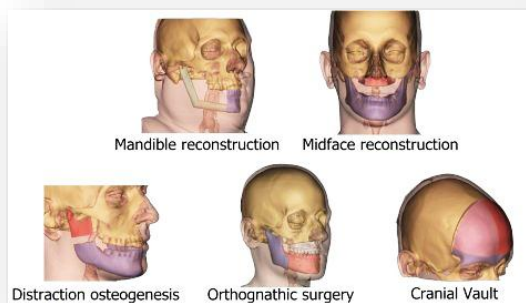 Mandible reconstruction
Midface reconstruction
Distraction osteogenesis
Orthognathic surgery
Cranial Vault